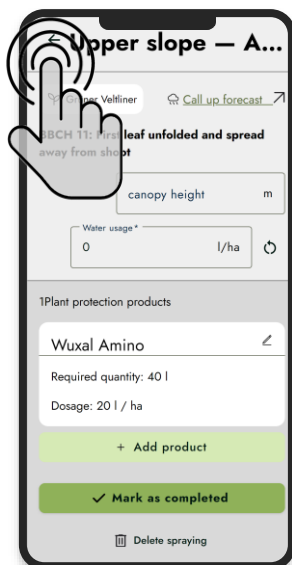 Upper slope — A...
Grüner Veltliner
Call up forecast
BBCH 11: First leaf unfolded and spread
away from shoot
canopy height m
Water usage*
0 l/ha
1Plant protection products
Wuxal Amino
Required quantity: 40 l
Dosage: 20 l / ha
+ Add product
Mark as completed
Delete spraying